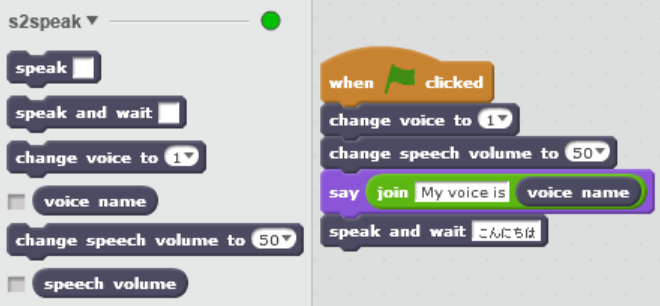 s2speak
speak
speak and wait
change voice to 1
voice name
change speech volume to 50
speech volume
when clicked
change voice to 1
change speech volume to 50
say join My voice is voice name
speak and wait こんにちは